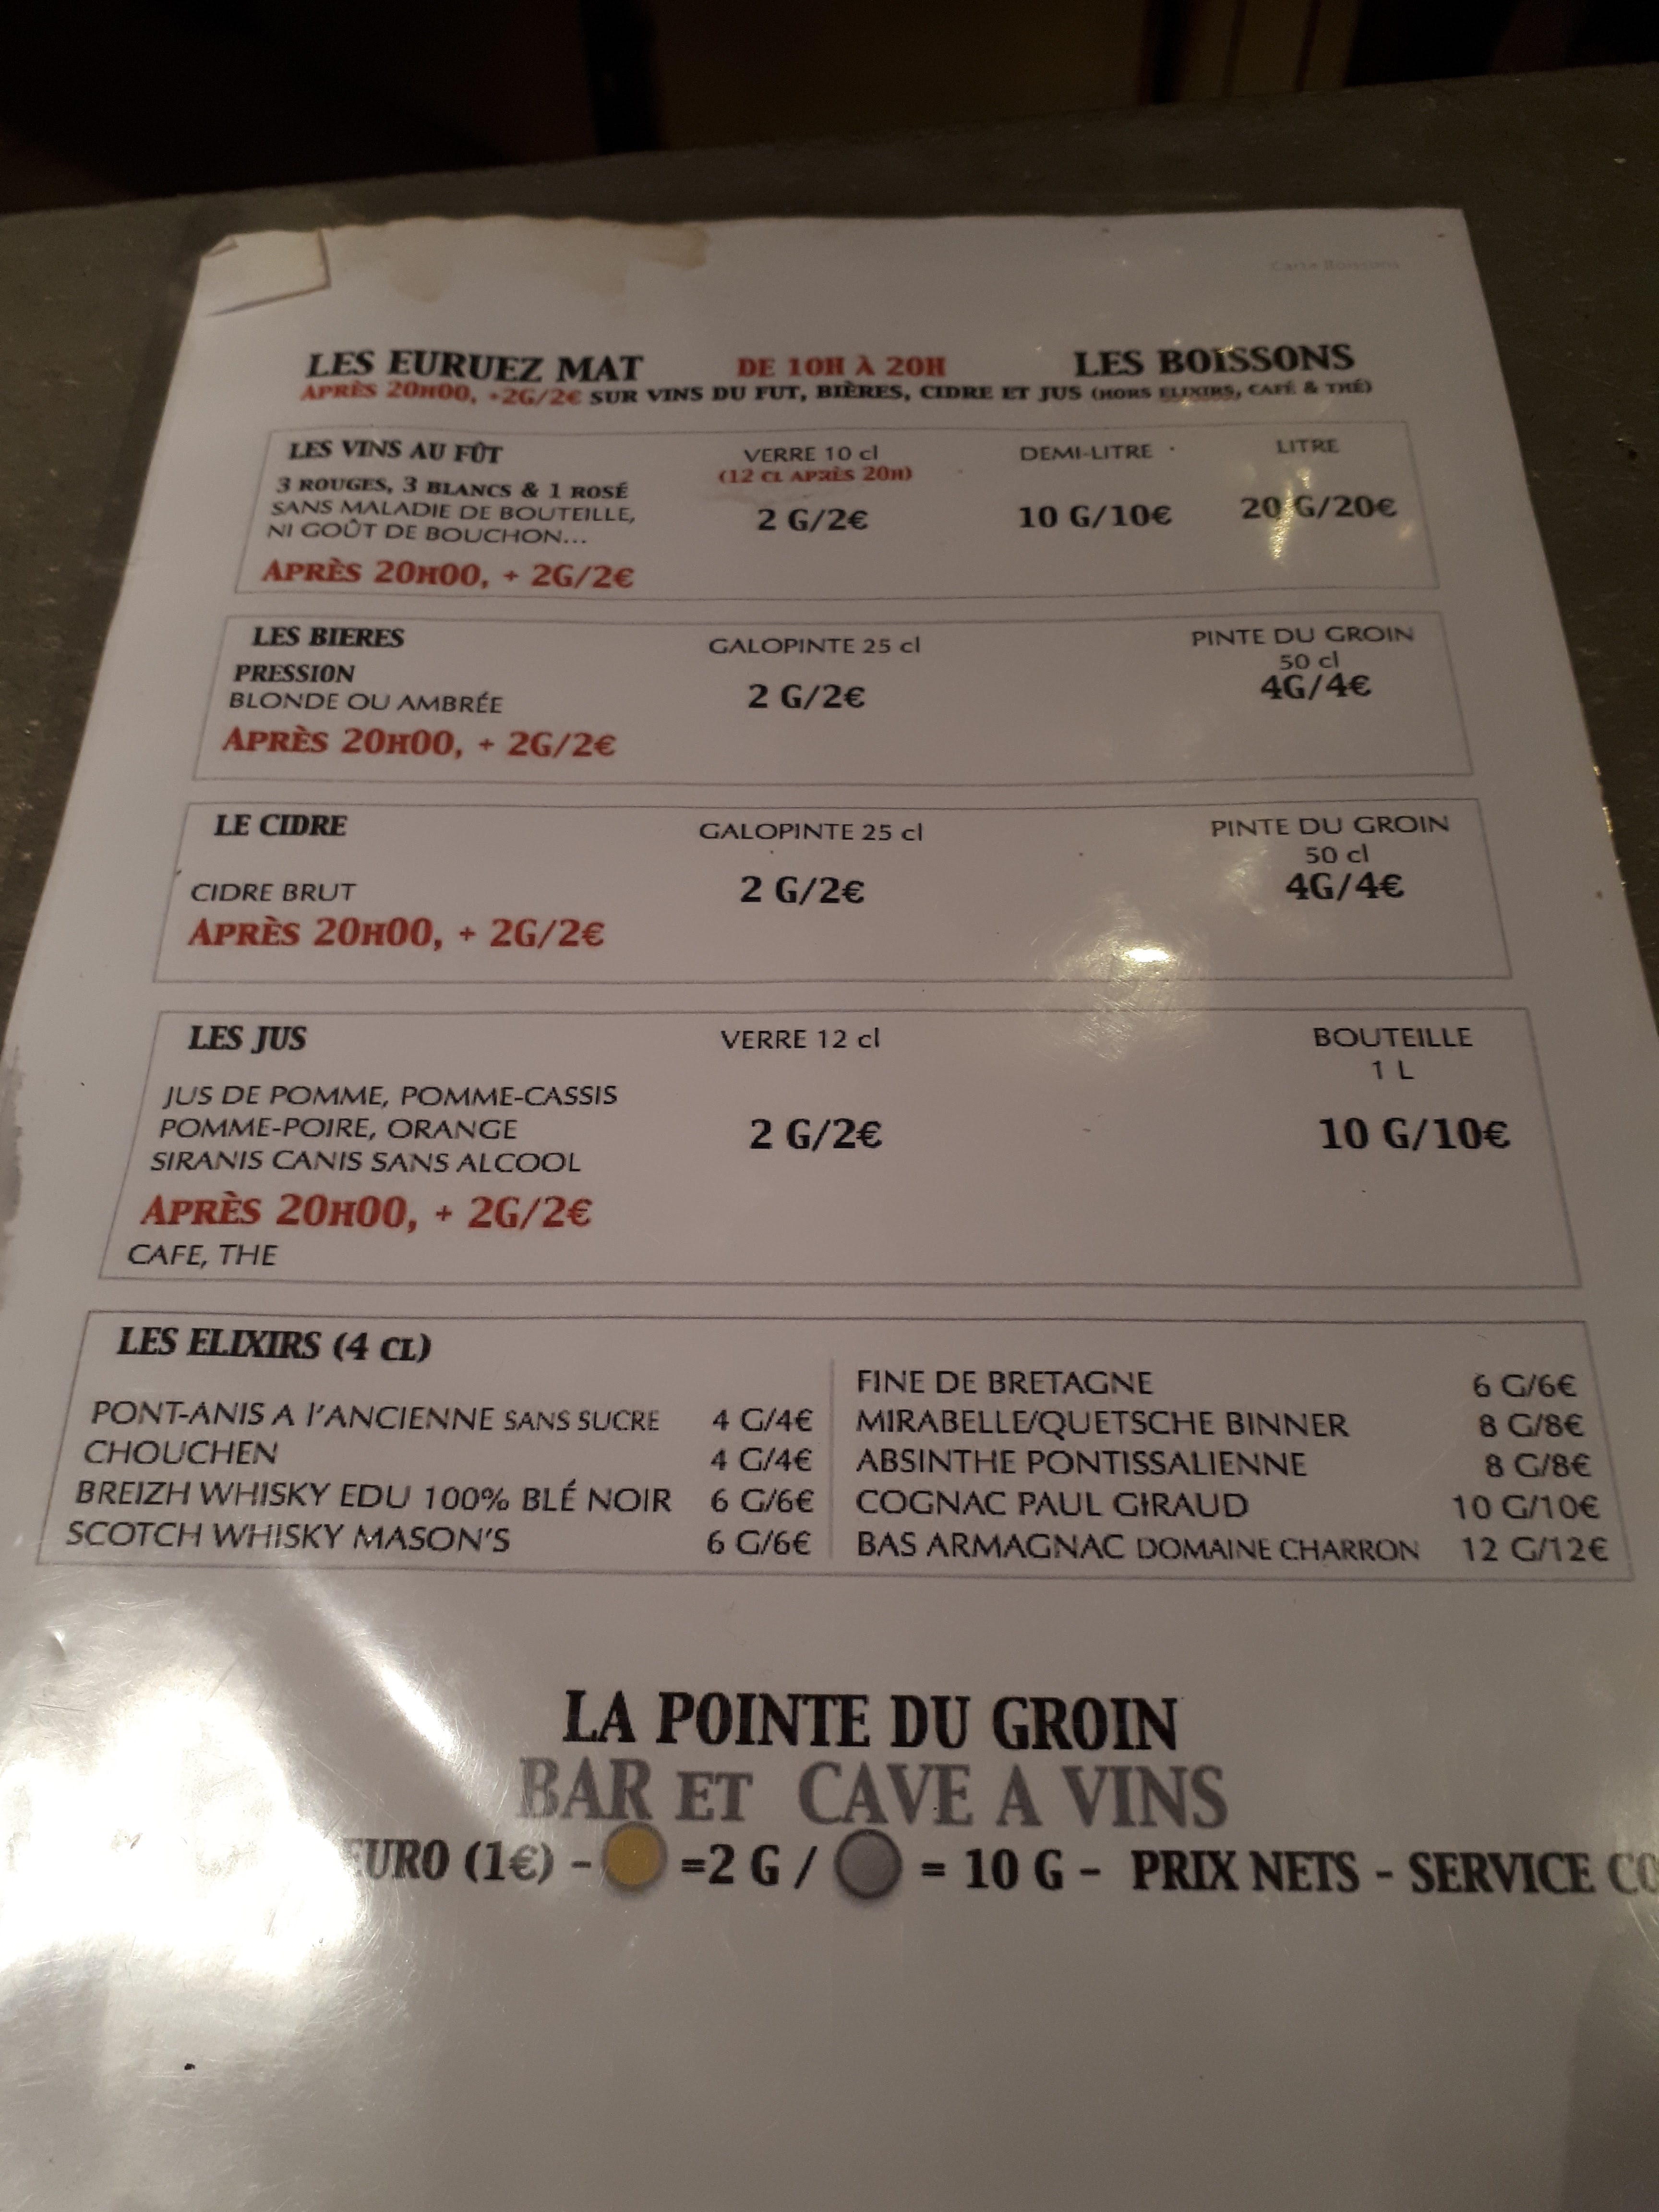 Carte Boissons
LES EURUEZ MAT DE 10H À 20H LES BOISSONS
APRÈS 20H00, +2G/2€ SUR VINS DU FUT, BIÈRES, CIDRE ET JUS (HORS ELIXIRS, CAFÉ & THÉ)
LES VINS AU FÛT VERRE 10 cl DEMI-LITRE LITRE
(12 CL APRÈS 20H)
3 ROUGES, 3 BLANCS & 1 ROSÉ
SANS MALADIE DE BOUTEILLE, 2 G/2€ 10 G/10€ 20 G/20€
NI GOÛT DE BOUCHON...
APRÈS 20H00, + 2G/2€
LES BIERES GALOPINTE 25 cl PINTE DU GROIN
50 cl
PRESSION
BLONDE OU AMBRÉE 2 G/2€ 4G/4€
APRÈS 20H00, + 2G/2€
LE CIDRE GALOPINTE 25 cl PINTE DU GROIN
50 cl
CIDRE BRUT 2 G/2€ 4G/4€
APRÈS 20H00, + 2G/2€
LES JUS VERRE 12 cl BOUTEILLE
1 L
JUS DE POMME, POMME-CASSIS
POMME-POIRE, ORANGE 2 G/2€ 10 G/10€
SIRANIS CANIS SANS ALCOOL
APRÈS 20H00, + 2G/2€
CAFE, THE
LES ELIXIRS (4 CL)
PONT-ANIS A l'ANCIENNE SANS SUCRE 4 G/4€
CHOUCHEN 4 G/4€
BREIZH WHISKY EDU 100% BLÉ NOIR 6 G/6€
SCOTCH WHISKY MASON'S 6 G/6€
FINE DE BRETAGNE 6 G/6€
MIRABELLE/QUETSCHE BINNER 8 G/8€
ABSINTHE PONTISSALIENNE 8 G/8€
COGNAC PAUL GIRAUD 10 G/10€
BAS ARMAGNAC DOMAINE CHARRON 12 G/12€
LA POINTE DU GROIN
BAR ET CAVE A VINS
EURO (1€) - =2 G / = 10 G - PRIX NETS - SERVICE CO